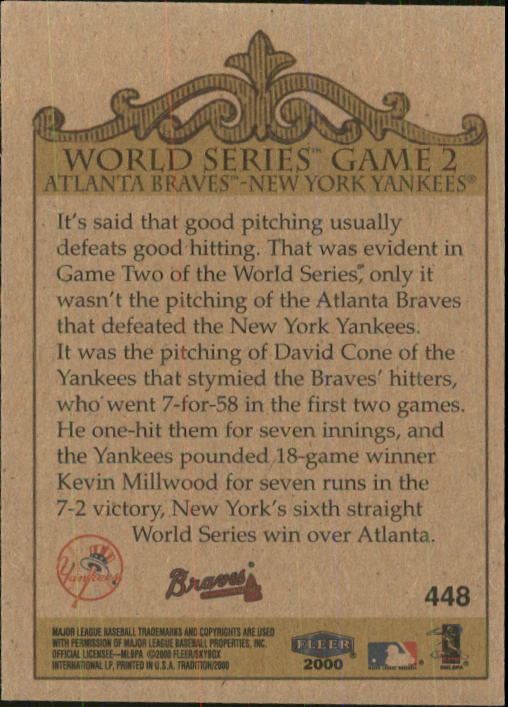 WORLD SERIES™ GAME 2
ATLANTA BRAVES™-NEW YORK YANKEES®
It's said that good pitching usually
defeats good hitting. That was evident in
Game Two of the World Series,™ only it
wasn't the pitching of the Atlanta Braves
that defeated the New York Yankees.
It was the pitching of David Cone of the
Yankees that stymied the Braves' hitters,
who went 7-for-58 in the first two games.
He one-hit them for seven innings, and
the Yankees pounded 18-game winner
Kevin Millwood for seven runs in the
7-2 victory, New York's sixth straight
World Series win over Atlanta.
Yankees
Braves
448
MAJOR LEAGUE BASEBALL TRADEMARKS AND COPYRIGHTS ARE USED
WITH PERMISSION OF MAJOR LEAGUE BASEBALL PROPERTIES, INC.
OFFICIAL LICENSEE—MLBPA ©2000 FLEER/SKYBOX
INTERNATIONAL LP, PRINTED IN U.S.A. TRADITION/2000
FLEER
2000